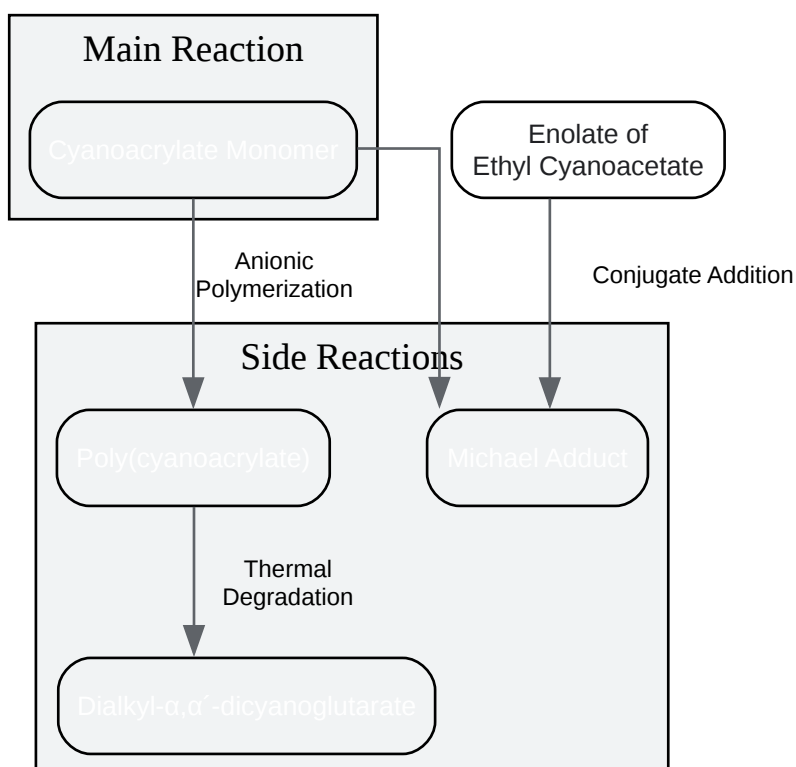 Main Reaction
Cyanoacrylate Monomer
Enolate of
Ethyl Cyanoacetate
Anionic
Polymerization
Conjugate Addition
Side Reactions
Poly(cyanoacrylate)
Michael Adduct
Thermal
Degradation
Dialkyl-α,α´-dicyanoglutarate